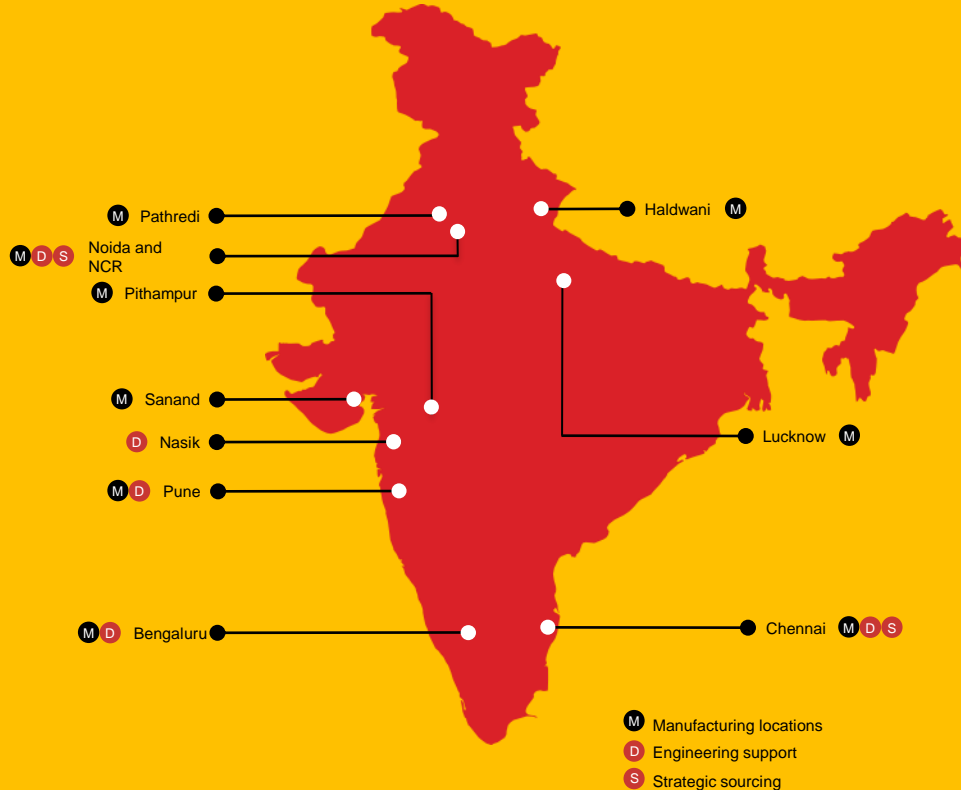 M Pathredi
M D S Noida and
NCR
M Pithampur
M Sanand
D Nasik
M D Pune
M D Bengaluru
Haldwani M
Lucknow M
Chennai M D S
M Manufacturing locations
D Engineering support
S Strategic sourcing